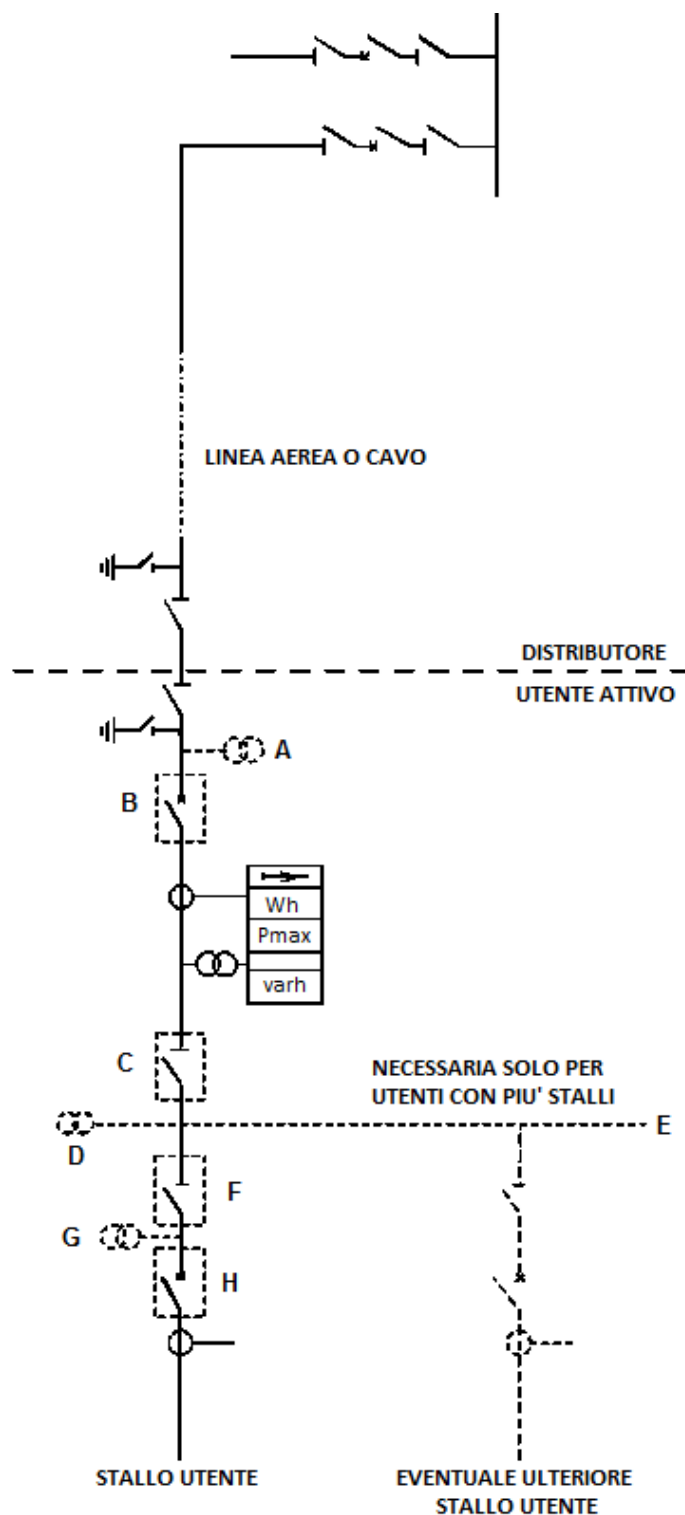 LINEA AEREA O CAVO
DISTRIBUTORE
UTENTE ATTIVO
A
B
Wh
Pmax
varh
C
NECESSARIA SOLO PER
UTENTI CON PIU' STALLI
E
D
F
G
H
STALLO UTENTE
EVENTUALE ULTERIORE
STALLO UTENTE